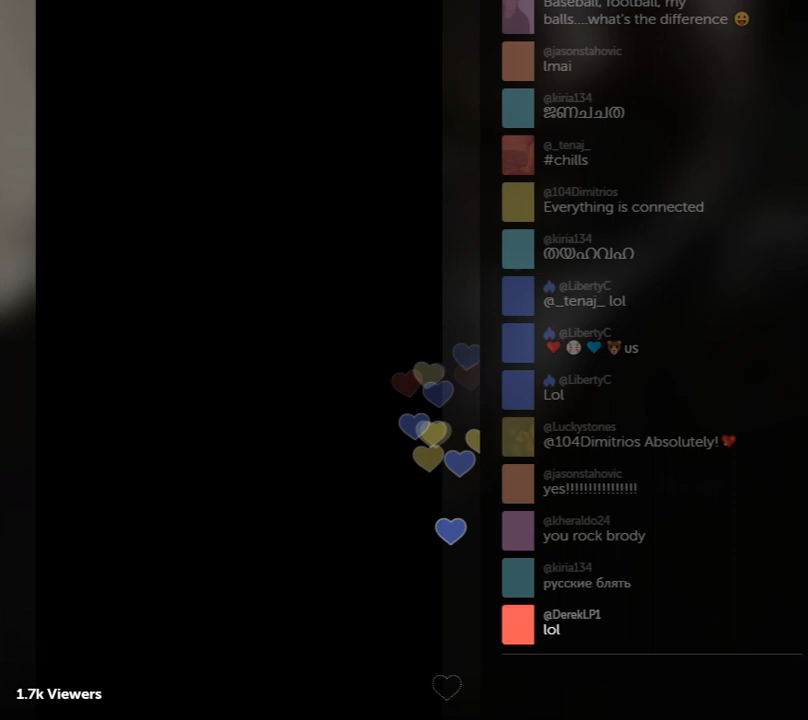 Baseball, football, my
balls....what's the difference 😜
@jasonstahovic
lmai
@kiria134
ജണചചത
@_tenaj_
#chills
@104Dimitrios
Everything is connected
@kiria134
തയഹവഹ
@LibertyC
@_tenaj_ lol
@LibertyC
❤️ ⚾ 💙 🐻 us
@LibertyC
Lol
@Luckystones
@104Dimitrios Absolutely! ❤️
@jasonstahovic
yes!!!!!!!!!!!!!!!!
@kheraldo24
you rock brody
@kiria134
русские блять
@DerekLP1
lol
1.7k Viewers